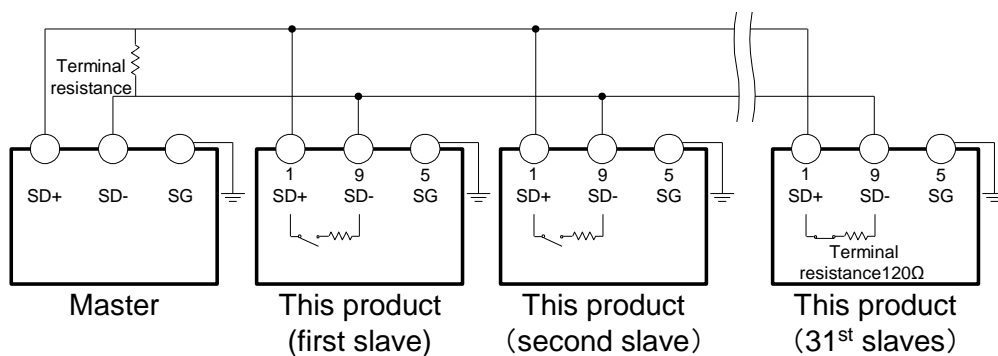 Terminal
resistance
1 9 5 1 9 5 1 9 5
SD+ SD- SG SD+ SD- SG SD+ SD- SG SD+ SD- SG
Terminal
resistance120Ω
Master This product This product This product
(first slave) （second slave） （31st slaves）